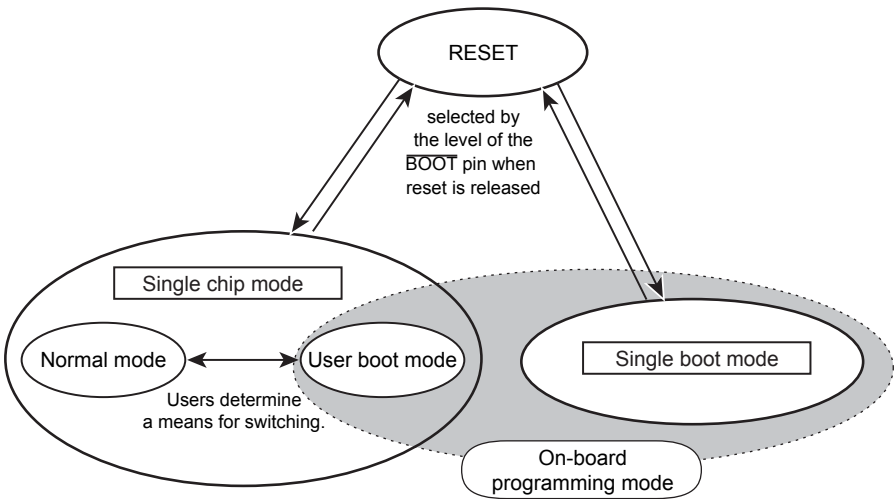 RESET
selected by
the level of the
BOOT pin when
reset is released
Single chip mode
Normal mode
User boot mode
Single boot mode
Users determine
a means for switching.
On-board
programming mode